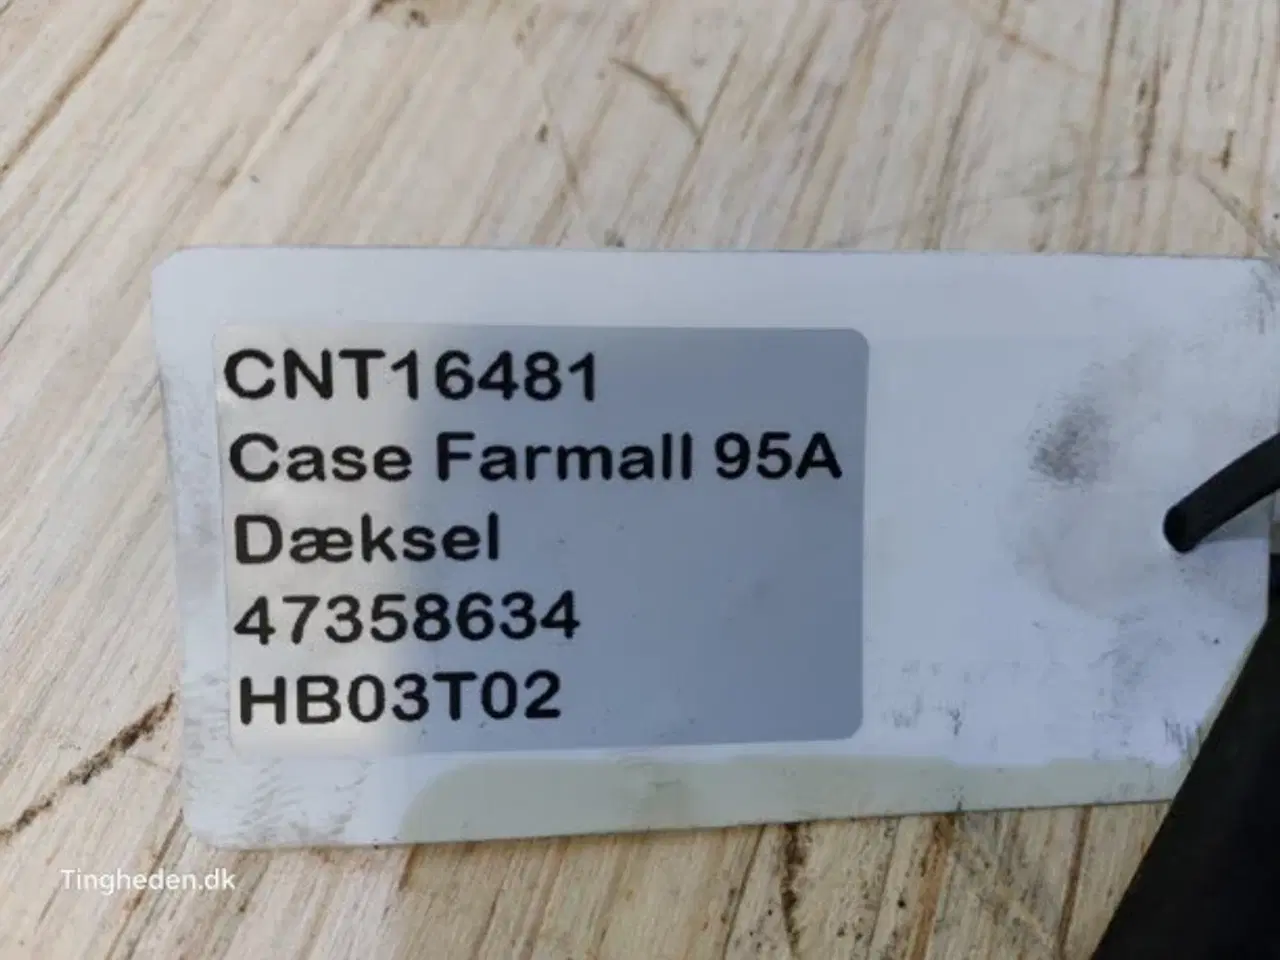 CNT16481
Case Farmall 95A
Dæksel
47358634
HB03T02
Tingheden.dk